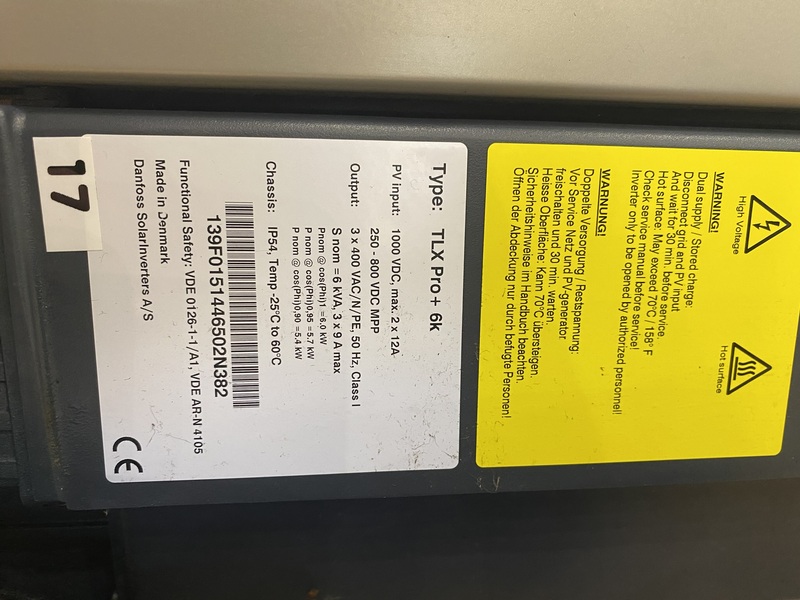 High Voltage
Hot surface
WARNING!
Dual supply / Stored charge:
Disconnect grid and PV input
And wait for 30 min. before service.
Hot surface: May exceed 70°C / 158° F
Check service manual before service!
Inverter only to be opened by authorized personnel!
WARNUNG!
Doppelte Versorgung / Restspannung:
Vor Service Netz und PV-generator
freischalten und 30 min. warten.
Heisse Oberfläche: Kann 70°C übersteigen.
Sicherheitshinweise im Handbuch beachten.
Öffnen der Abdeckung nur durch befugte Personen!
Type: TLX Pro+ 6k
PV input: 1000 VDC, max. 2 x 12A
250 - 800 VDC MPP
Output: 3 x 400 VAC/N/PE, 50 Hz, Class I
S nom = 6 kVA, 3 x 9 A max
Pnom @ cos(Phi)1 = 6.0 kW
P nom @ cos(Phi)0,95 = 5.7 kW
P nom @ cos(Phi)0,90 = 5.4 kW
Chassis: IP54, Temp -25°C to 60°C
139F0151446502N382
Functional Safety: VDE 0126-1-1/A1, VDE AR-N 4105
Made in Denmark
Danfoss SolarInverters A/S
CE
17